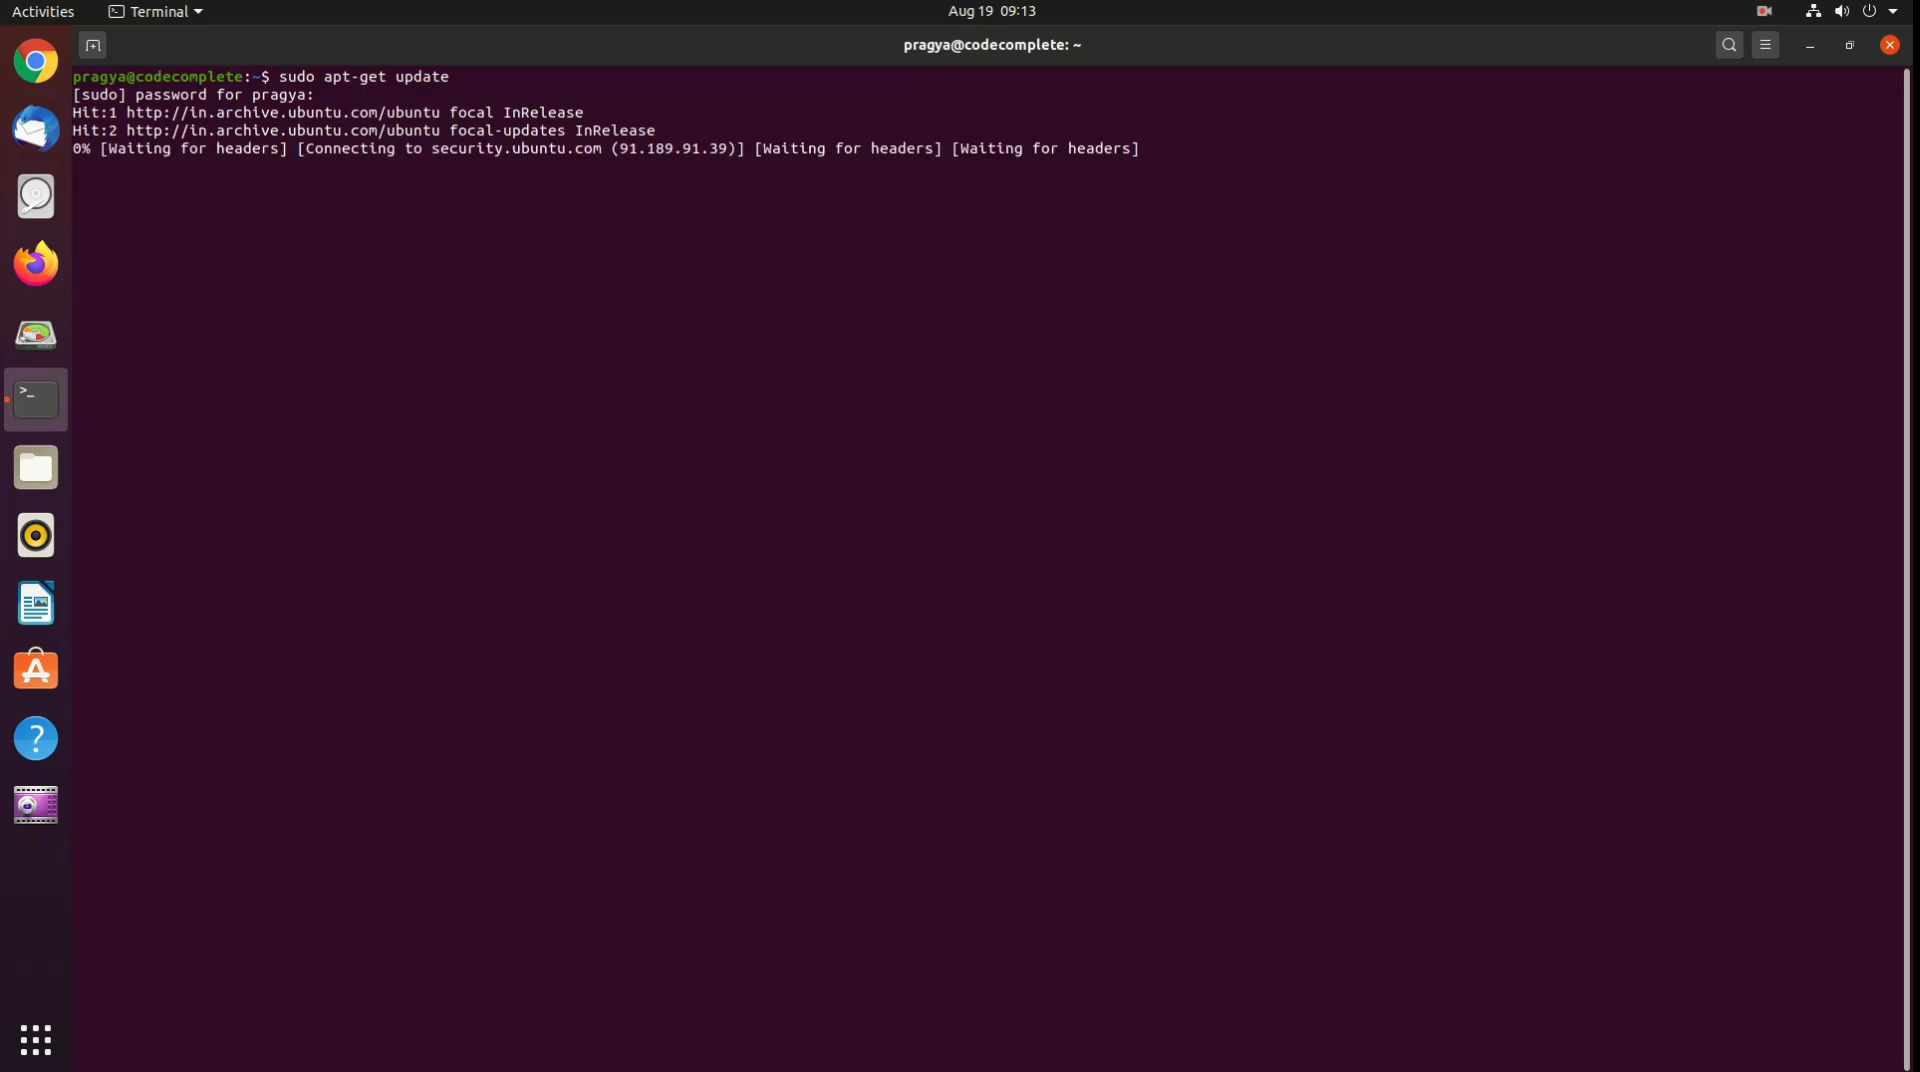 Activities
Terminal
Aug 19 09:13
pragya@codecomplete: ~
pragya@codecomplete:~$ sudo apt-get update
[sudo] password for pragya:
Hit:1 http://in.archive.ubuntu.com/ubuntu focal InRelease
Hit:2 http://in.archive.ubuntu.com/ubuntu focal-updates InRelease
0% [Waiting for headers] [Connecting to security.ubuntu.com (91.189.91.39)] [Waiting for headers] [Waiting for headers]